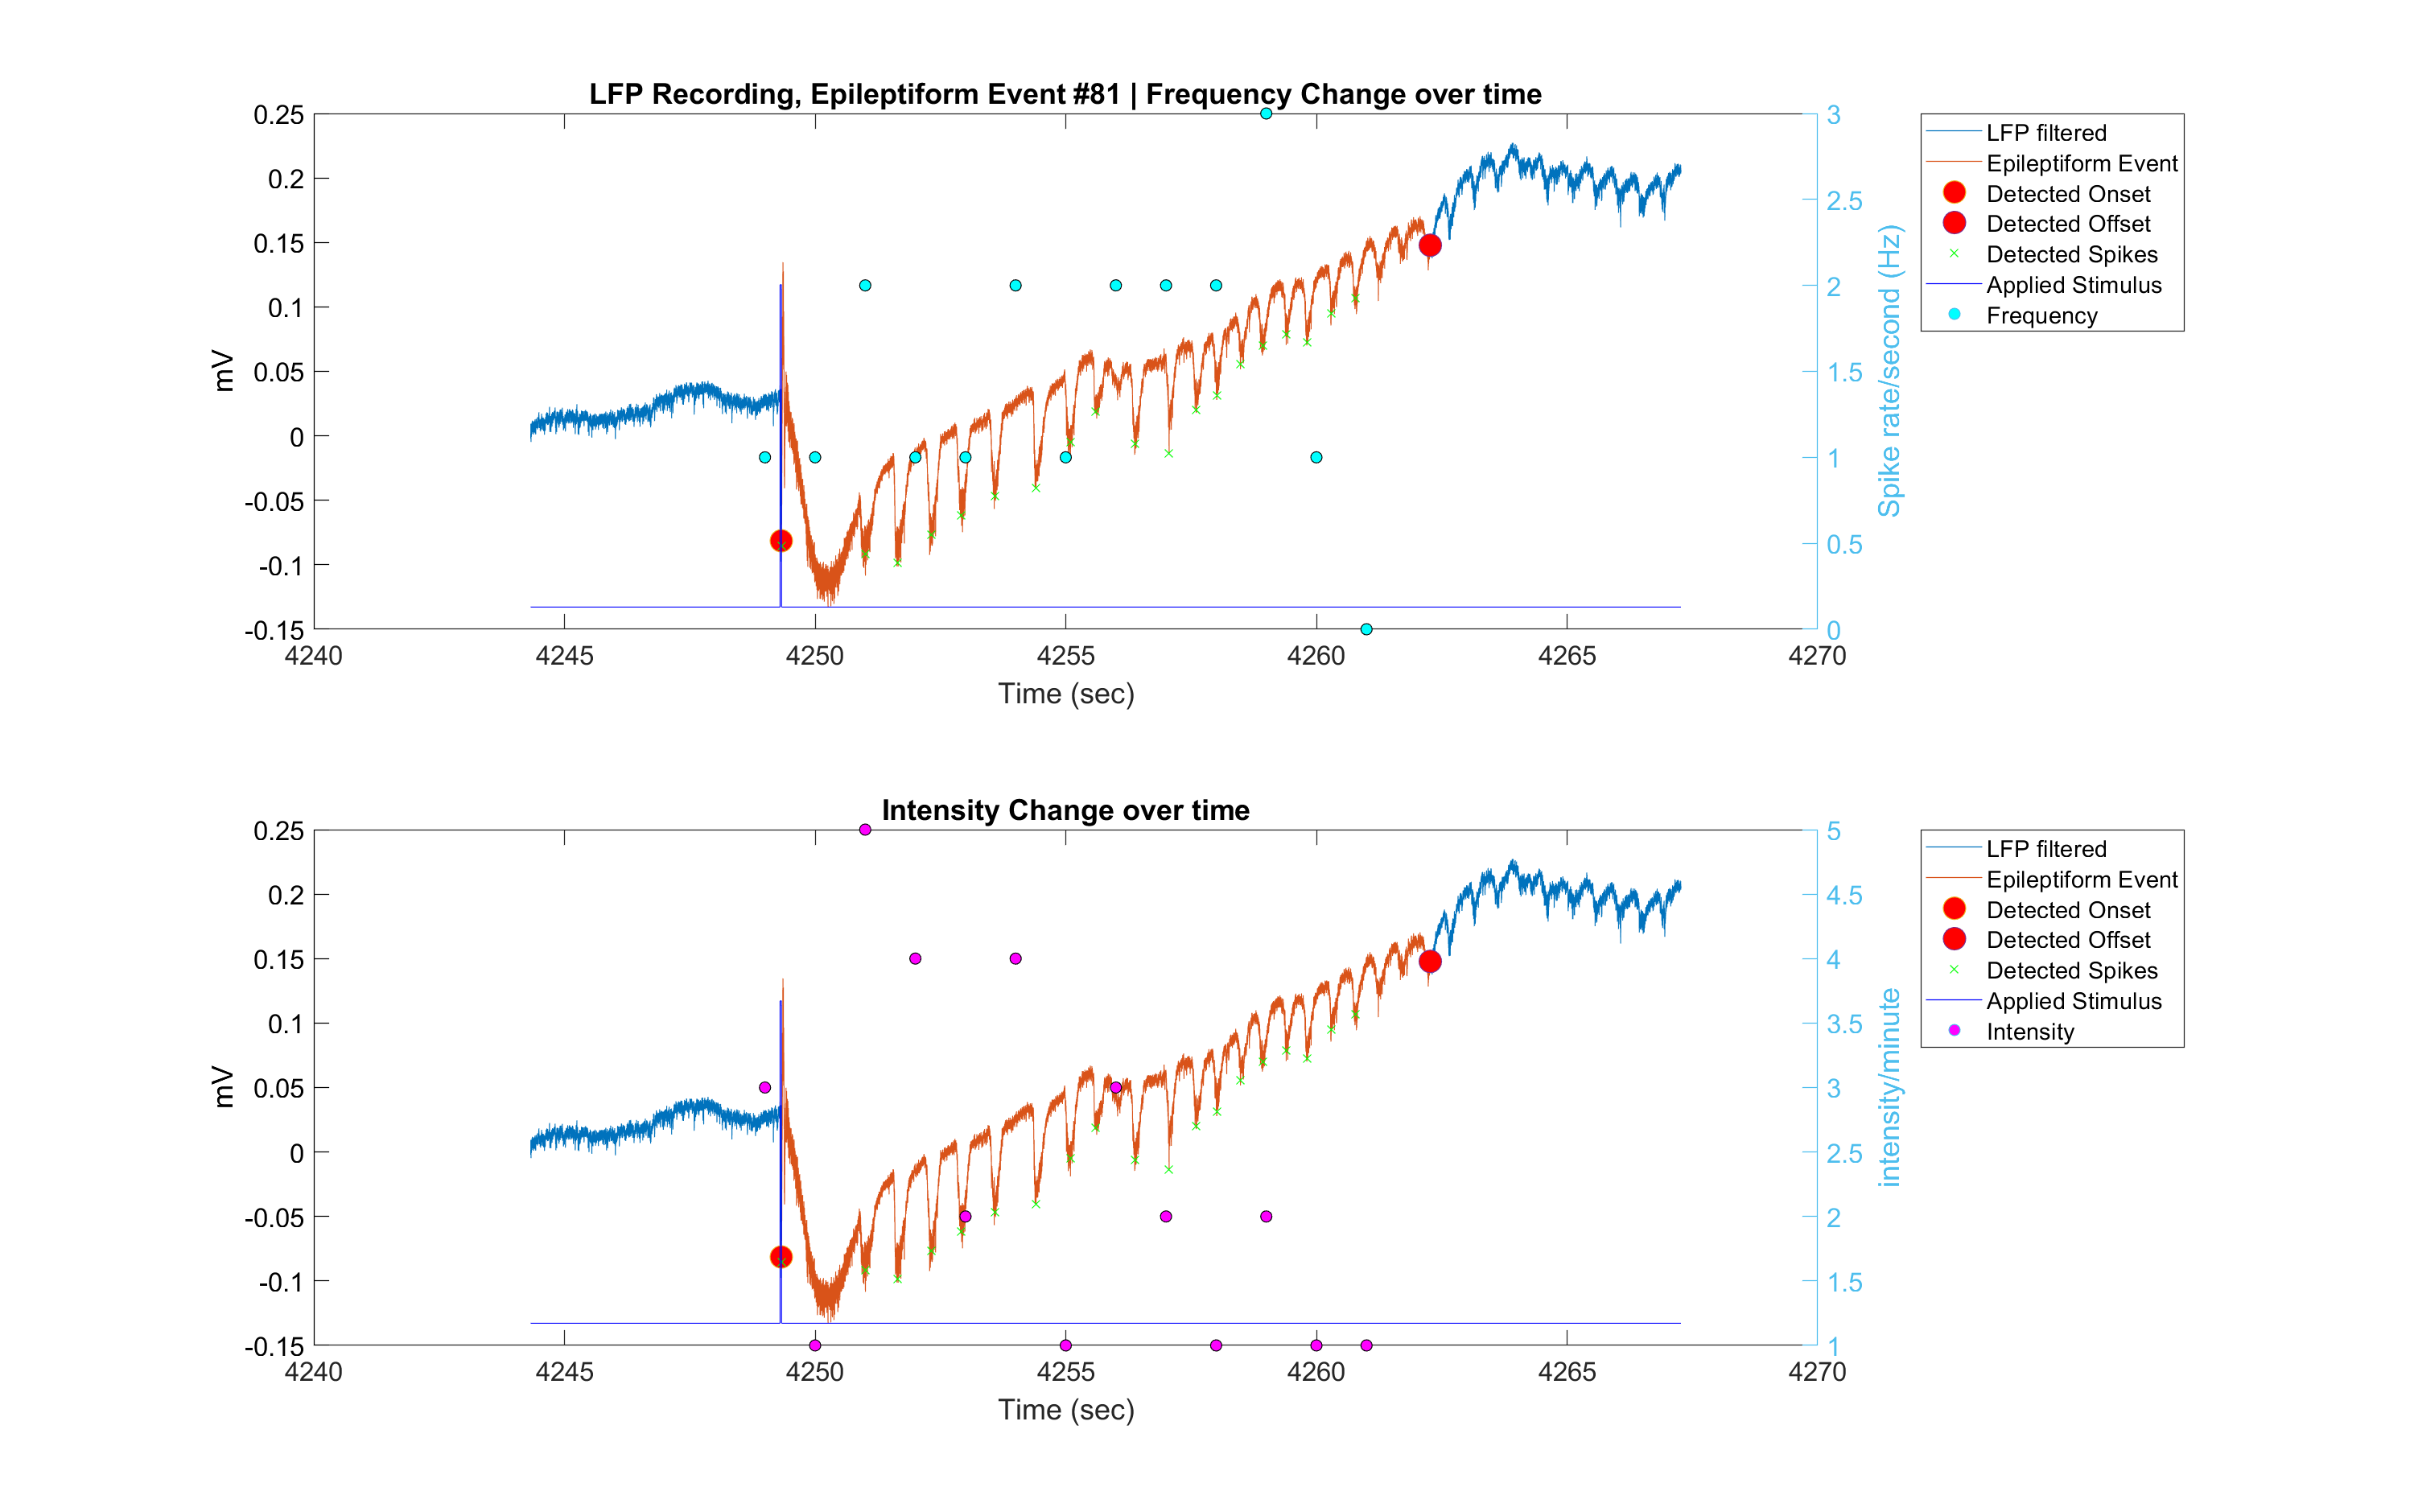 LFP Recording, Epileptiform Event #81 | Frequency Change over time
0.25
0.2
0.15
0.1
0.05
0
-0.05
-0.1
-0.15
mV
3
2.5
2
1.5
1
0.5
0
Spike rate/second (Hz)
4240 4245 4250 4255 4260 4265 4270
Time (sec)
LFP filtered
Epileptiform Event
Detected Onset
Detected Offset
Detected Spikes
Applied Stimulus
Frequency
Intensity Change over time
0.25
0.2
0.15
0.1
0.05
0
-0.05
-0.1
-0.15
mV
5
4.5
4
3.5
3
2.5
2
1.5
1
intensity/minute
4240 4245 4250 4255 4260 4265 4270
Time (sec)
LFP filtered
Epileptiform Event
Detected Onset
Detected Offset
Detected Spikes
Applied Stimulus
Intensity